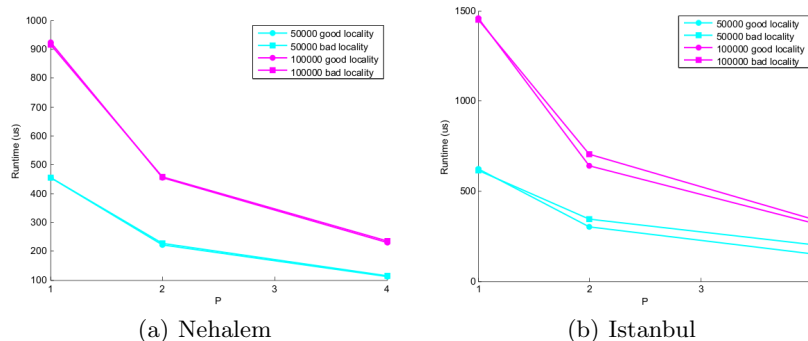 1000
900
800
700
600
500
400
300
200
100
Runtime (us)
1
2
3
4
P
50000 good locality
50000 bad locality
100000 good locality
100000 bad locality
(a) Nehalem
1500
1000
500
0
Runtime (us)
1
2
3
P
50000 good locality
50000 bad locality
100000 good locality
100000 bad locality
(b) Istanbul